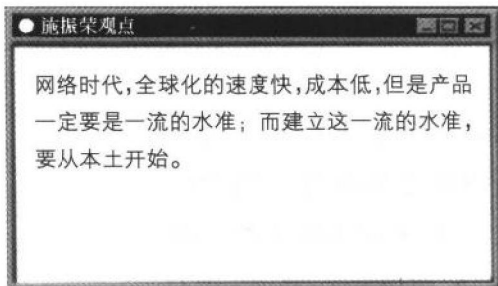 施振荣观点
网络时代,全球化的速度快,成本低,但是产品
一定要是一流的水准；而建立这一流的水准，
要从本土开始。